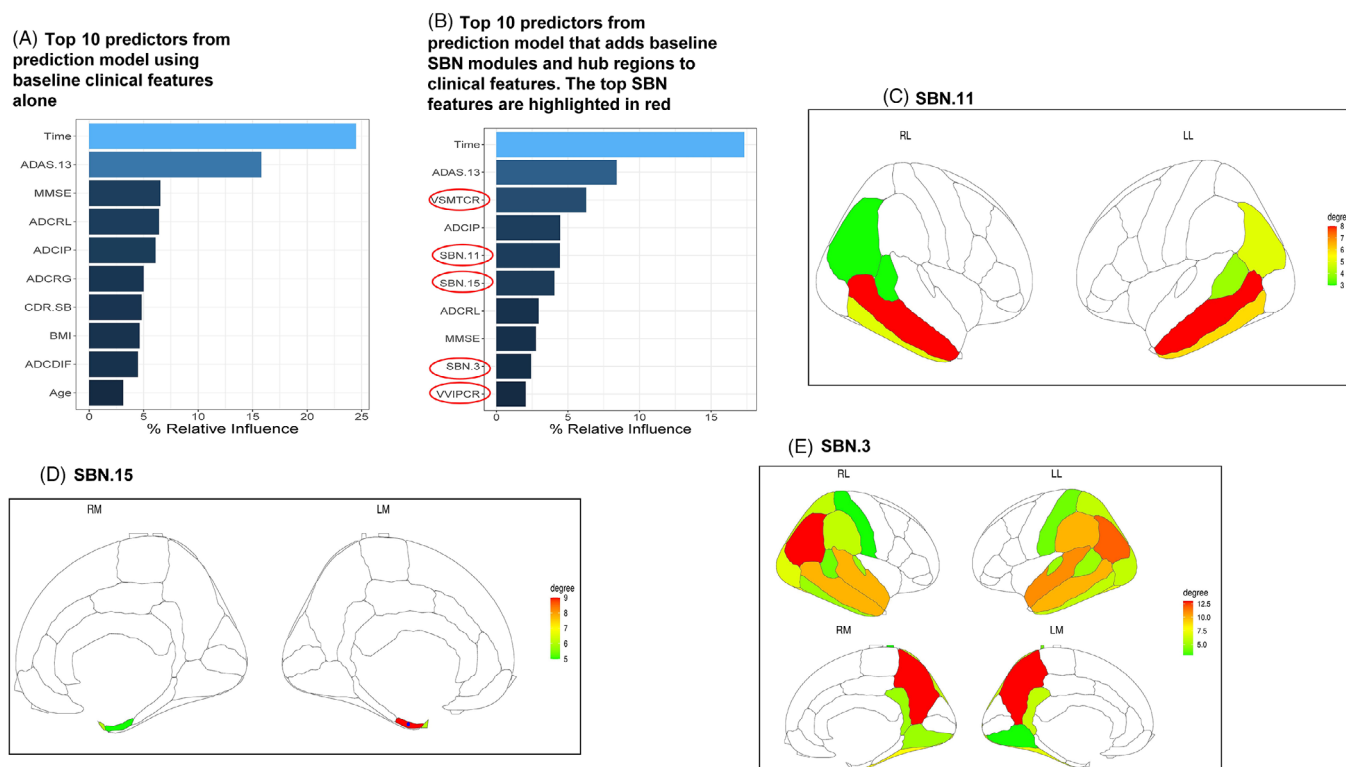 (A) Top 10 predictors from
prediction model using
baseline clinical features
alone
Time
ADAS.13
MMSE
ADCRL
ADCIP
ADCRG
CDR.SB
BMI
ADCDIF
Age
0 5 10 15 20 25
% Relative Influence
(B) Top 10 predictors from
prediction model that adds baseline
SBN modules and hub regions to
clinical features. The top SBN
features are highlighted in red
Time
ADAS.13
VSMTCR
ADCIP
SBN.11
SBN.15
ADCRL
MMSE
SBN.3
VVIPCR
0 5 10 15
% Relative Influence
(C) SBN.11
RL LL
degree
8
7
6
5
4
3
(D) SBN.15
RM LM
degree
9
8
7
6
5
(E) SBN.3
RL LL
degree
12.5
10.0
7.5
5.0
RM LM